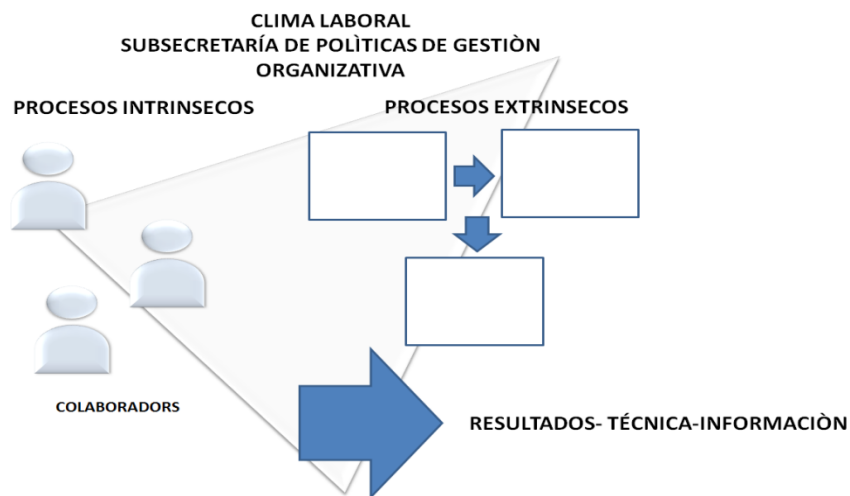 CLIMA LABORAL
SUBSECRETARÍA DE POLÌTICAS DE GESTIÒN
ORGANIZATIVA
PROCESOS INTRINSECOS
PROCESOS EXTRINSECOS
COLABORADORS
RESULTADOS- TÉCNICA-INFORMACIÒN